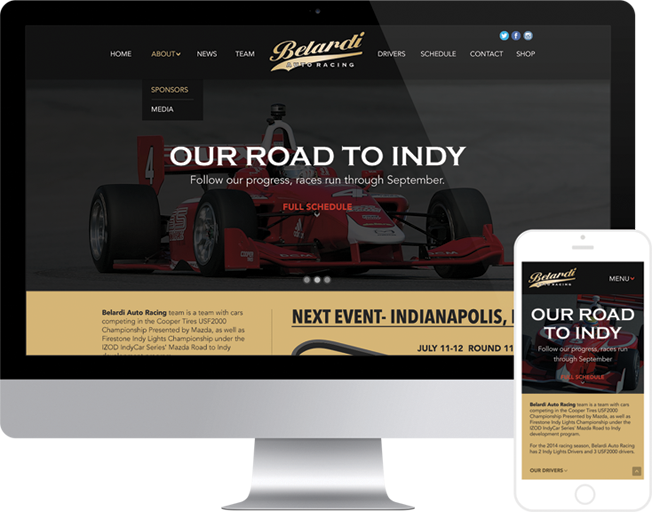 HOME ABOUT NEWS TEAM Belardi AUTO RACING DRIVERS SCHEDULE CONTACT SHOP
SPONSORS
MEDIA
4
OUR ROAD TO INDY
Follow our progress, races run through September.
FULL SCHEDULE
Belardi Auto Racing team is a team with cars
competing in the Cooper Tires USF2000
Championship Presented by Mazda, as well as
Firestone Indy Lights Championship under the
IZOD IndyCar Series' Mazda Road to Indy
NEXT EVENT- INDIANAPOLIS,
JULY 11-12 ROUND 11
Belardi AUTO RACING MENU
OUR ROAD
TO INDY
Follow our progress, races run
through September.
FULL SCHEDULE
Belardi Auto Racing team is a team with cars
competing in the Cooper Tires USF2000
Championship Presented by Mazda, as well as
Firestone Indy Lights Championship under the
IZOD IndyCar Series' Mazda Road to Indy
development program.
For the 2014 racing season, Belardi Auto Racing
has 2 Indy Lights Drivers and 3 USF2000 drivers.
OUR DRIVERS